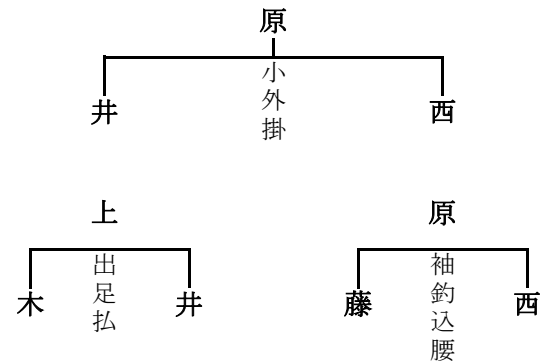 原
小外掛
井 西
上 原
出足払 袖釣込腰
木 井 藤 西